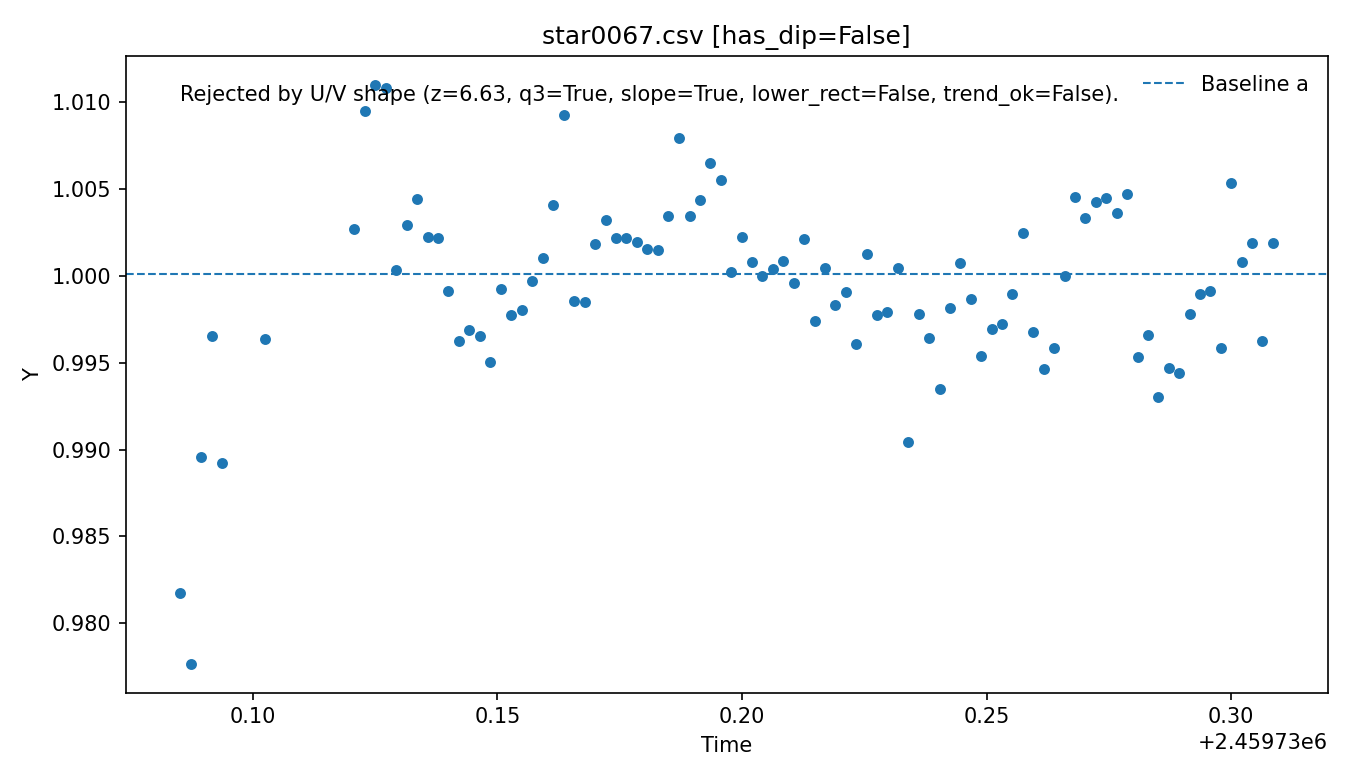 star0067.csv [has_dip=False]
Rejected by U/V shape (z=6.63, q3=True, slope=True, lower_rect=False, trend_ok=False).
Baseline a
1.010
1.005
1.000
0.995
0.990
0.985
0.980
Y
0.10
0.15
0.20
0.25
0.30
Time
+2.45973e6